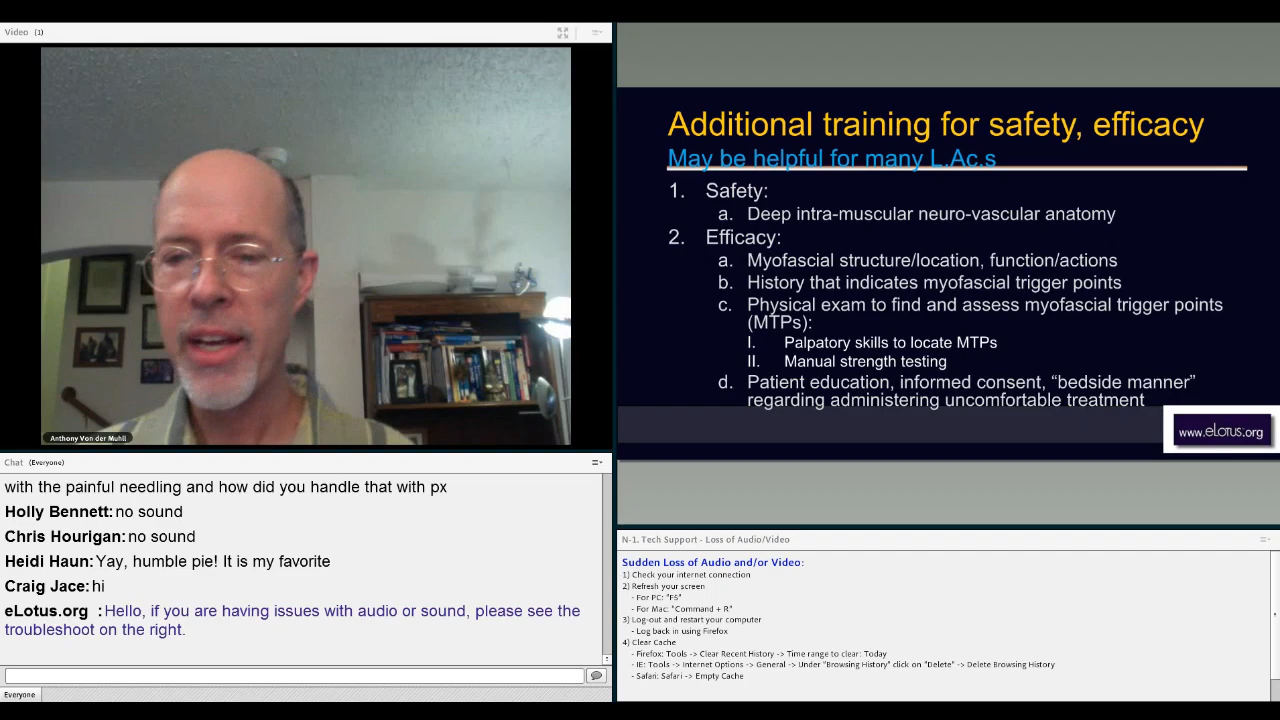 Video (1)
Anthony Von der Muhll
Chat (Everyone)
with the painful needling and how did you handle that with px
Holly Bennett: no sound
Chris Hourigan: no sound
Heidi Haun: Yay, humble pie! It is my favorite
Craig Jace: hi
eLotus.org : Hello, if you are having issues with audio or sound, please see the
troubleshoot on the right.
Everyone
Additional training for safety, efficacy
May be helpful for many L.Ac.s
1. Safety:
a. Deep intra-muscular neuro-vascular anatomy
2. Efficacy:
a. Myofascial structure/location, function/actions
b. History that indicates myofascial trigger points
c. Physical exam to find and assess myofascial trigger points
(MTPs):
I. Palpatory skills to locate MTPs
II. Manual strength testing
d. Patient education, informed consent, “bedside manner”
regarding administering uncomfortable treatment
www.eLotus.org
N-1. Tech Support - Loss of Audio/Video
Sudden Loss of Audio and/or Video:
1) Check your internet connection
2) Refresh your screen
- For PC: "F5"
- For Mac: "Command + R"
3) Log-out and restart your computer
- Log back in using Firefox
4) Clear Cache
- Firefox: Tools -> Clear Recent History -> Time range to clear: Today
- IE: Tools -> Internet Options -> General -> Under "Browsing History" click on "Delete" -> Delete Browsing History
- Safari: Safari -> Empty Cache